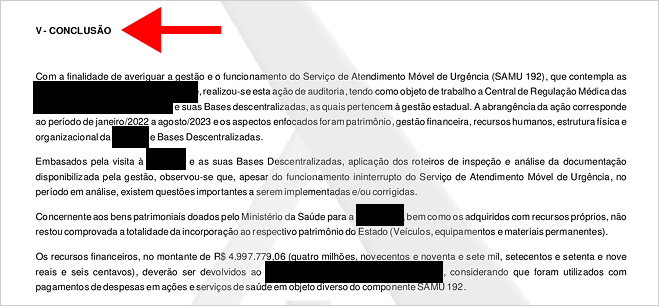 V - CONCLUSÃO
Com a finalidade de averiguar a gestão e o funcionamento do Serviço de Atendimento Móvel de Urgência (SAMU 192), que contempla as
, realizou-se esta ação de auditoria, tendo como objeto de trabalho a Central de Regulação Médica das
e suas Bases descentralizadas, as quais pertencem à gestão estadual. A abrangência da ação corresponde
ao período de janeiro/2022 a agosto/2023 e os aspectos enfocados foram patrimônio, gestão financeira, recursos humanos, estrutura física e
organizacional da e Bases Descentralizadas.
Embasados pela visita à e as suas Bases Descentralizadas, aplicação dos roteiros de inspeção e análise da documentação
disponibilizada pela gestão, observou-se que, apesar do funcionamento ininterrupto do Serviço de Atendimento Móvel de Urgência, no
período em análise, existem questões importantes a serem implementadas e/ou corrigidas.
Concernente aos bens patrimoniais doados pelo Ministério da Saúde para a , bem como os adquiridos com recursos próprios, não
restou comprovada a totalidade da incorporação ao respectivo patrimônio do Estado (Veículos, equipamentos e materiais permanentes).
Os recursos financeiros, no montante de R$ 4.997.779,06 (quatro milhões, novecentos e noventa e sete mil, setecentos e setenta e nove
reais e seis centavos), deverão ser devolvidos ao , considerando que foram utilizados com
pagamentos de despesas em ações e serviços de saúde em objeto diverso do componente SAMU 192.